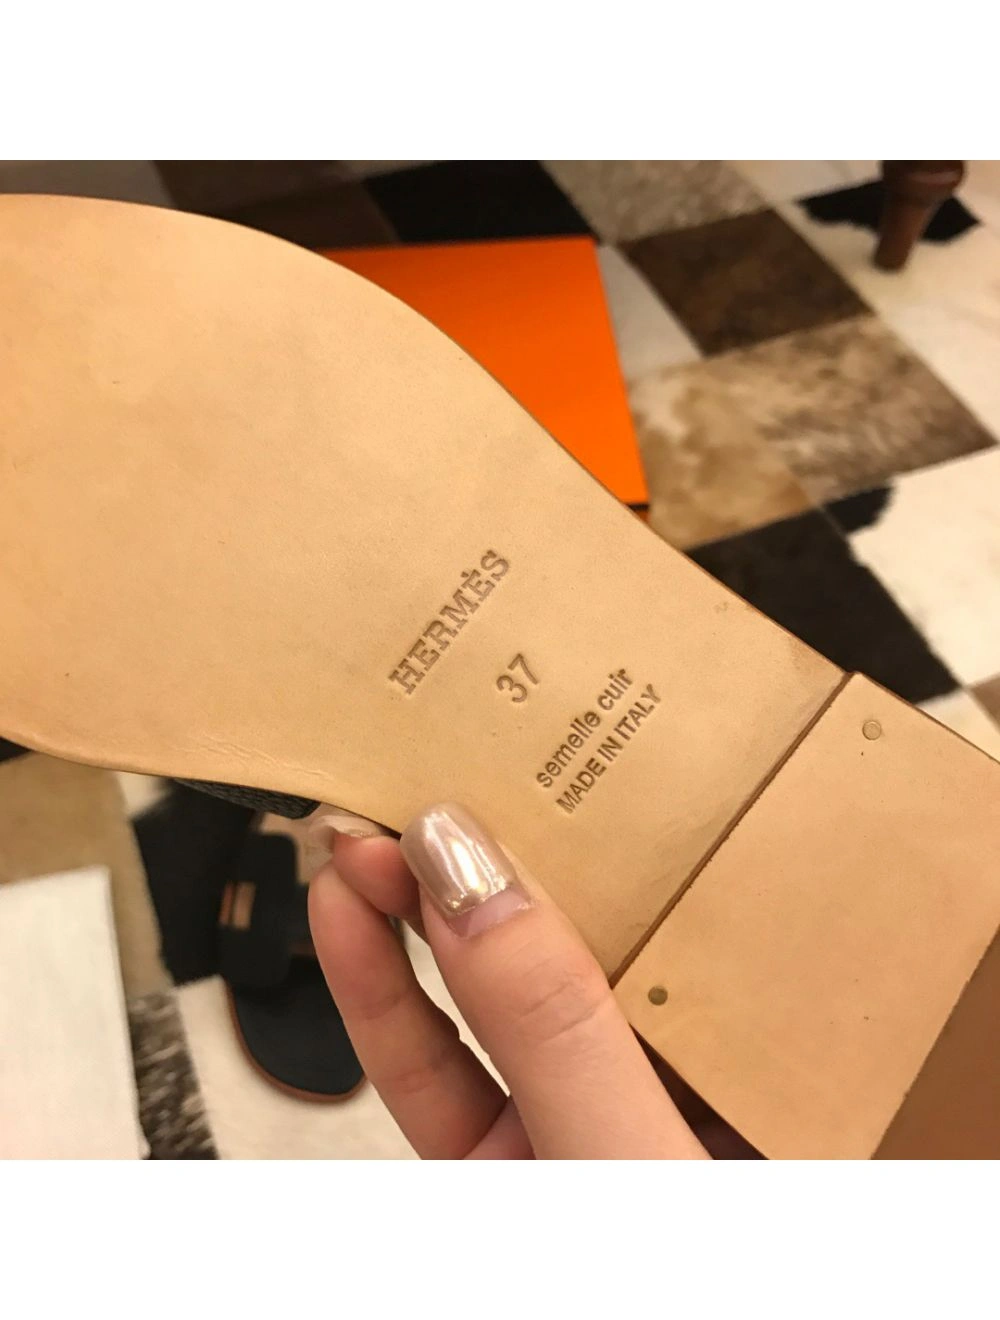 HERMÈS
37
semelle cuir
MADE IN ITALY